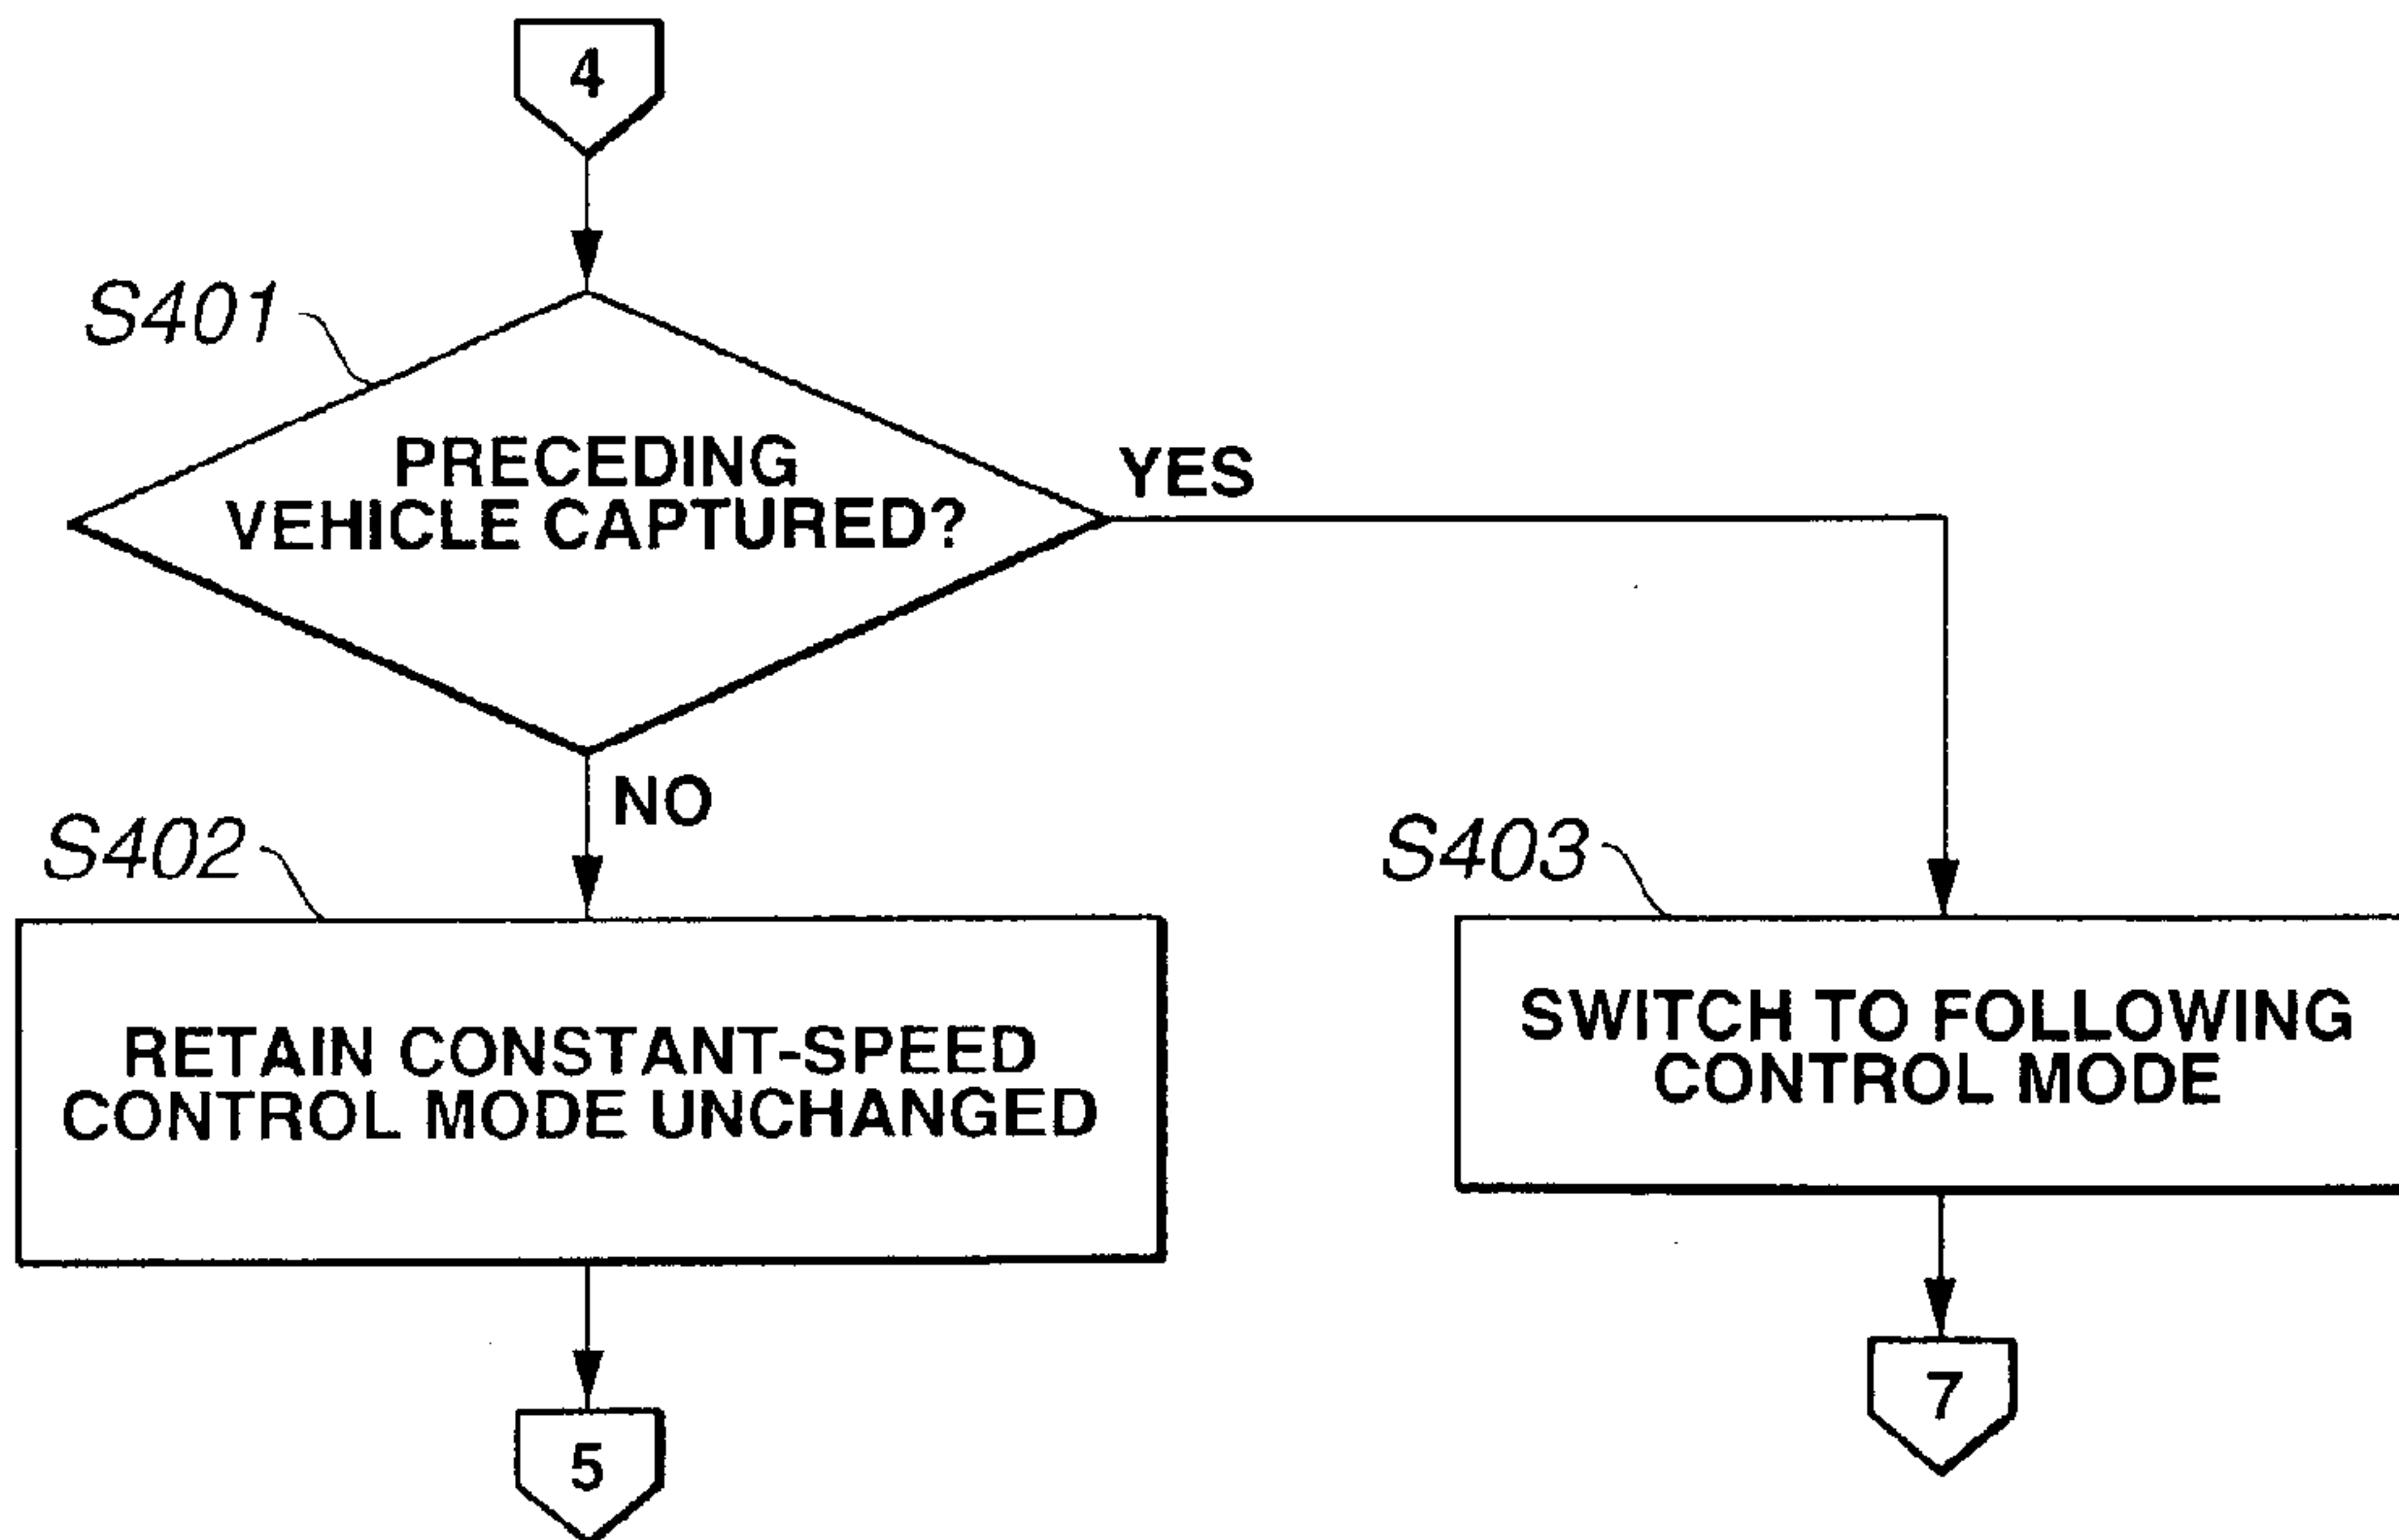 4
S401
PRECEDING
VEHICLE CAPTURED?
YES
NO
S402
S403
RETAIN CONSTANT-SPEED
CONTROL MODE UNCHANGED
SWITCH TO FOLLOWING
CONTROL MODE
5
7